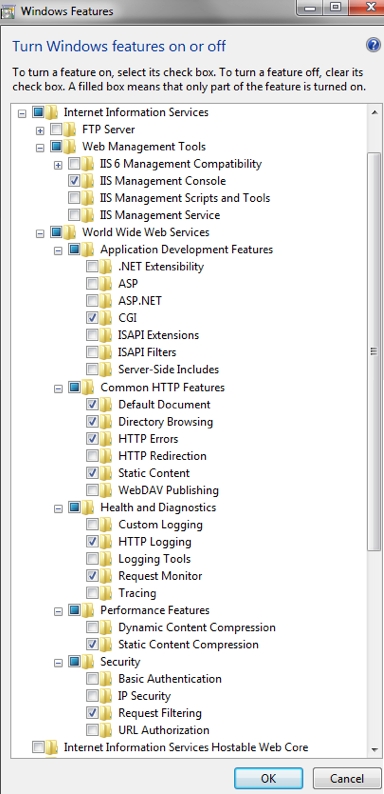 Windows Features
Turn Windows features on or off
To turn a feature on, select its check box. To turn a feature off, clear its
check box. A filled box means that only part of the feature is turned on.
Internet Information Services
FTP Server
Web Management Tools
IIS 6 Management Compatibility
IIS Management Console
IIS Management Scripts and Tools
IIS Management Service
World Wide Web Services
Application Development Features
.NET Extensibility
ASP
ASP.NET
CGI
ISAPI Extensions
ISAPI Filters
Server-Side Includes
Common HTTP Features
Default Document
Directory Browsing
HTTP Errors
HTTP Redirection
Static Content
WebDAV Publishing
Health and Diagnostics
Custom Logging
HTTP Logging
Logging Tools
Request Monitor
Tracing
Performance Features
Dynamic Content Compression
Static Content Compression
Security
Basic Authentication
IP Security
Request Filtering
URL Authorization
Internet Information Services Hostable Web Core
OK Cancel